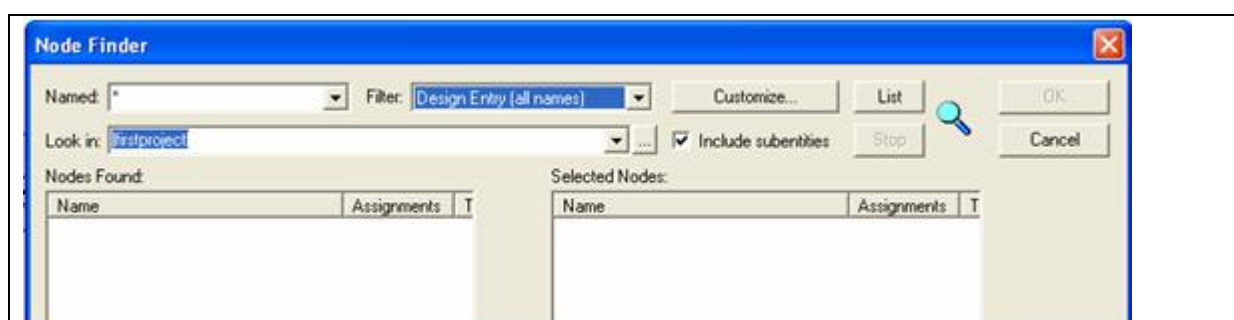 Node Finder
Named: * Filter: Design Entry (all names) Customize... List OK
Look in: |firstproject ... Include subentities Stop Cancel
Nodes Found: Selected Nodes:
Name Assignments T Name Assignments T